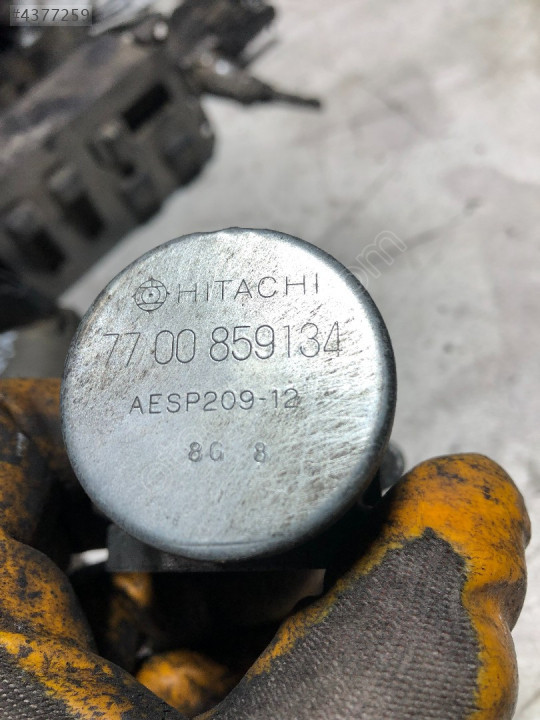 #4377259
HITACHI
77 00 859134
AESP209-12
8G 8